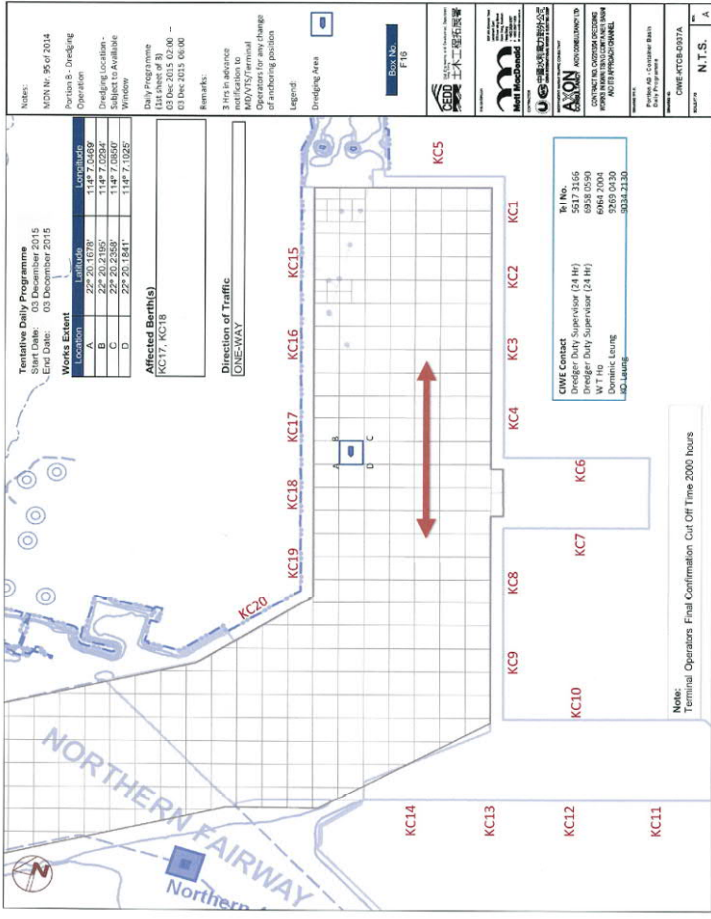 Tentative Daily Programme
Start Date: 03 December 2015
End Date: 03 December 2015
Works Extent
Location Latitude Longitude
A 22° 20.1678' 114° 7.0469'
B 22° 20.2195' 114° 7.0294'
C 22° 20.2358' 114° 7.0850'
D 22° 20.1841' 114° 7.1025'
Affected Berth(s)
KC17, KC18
Direction of Traffic
ONE-WAY
Notes:
MDN Nr. 95 of 2014
Portion B - Dredging
Operation
Dredging Location -
Subject to Available
Window
Daily Programme
(1st sheet of 3)
03 Dec 2015 02:00 –
03 Dec 2015 06:00
Remarks:
3 Hrs in advance
notification to
MD/VTS/Terminal
Operators for any change
of anchoring position
Legend:
Dredging Area
Box No.
F16
KC20
KC19
KC18
KC17
KC16
KC15
A
B
C
D
KC5
KC14
KC13
KC12
KC11
KC10
KC9
KC8
KC7
KC6
KC4
KC3
KC2
KC1
N
NORTHERN FAIRWAY
Northern
CIWE Contact Tel No.
Dredger Duty Supervisor (24 Hr) 5617 3166
Dredger Duty Supervisor (24 Hr) 6958 0590
W T Ho 6064 2004
Dominic Leung 9269 0430
KO Leung 9034 2130
Note:
Terminal Operators Final Confirmation Cut Off Time 2000 hours
CEDD 土木工程拓展署
Mott MacDonald
AXON
Portion AB - Container Basin
Daily Programme
CIWE-KTCB-D037A
N.T.S.
A